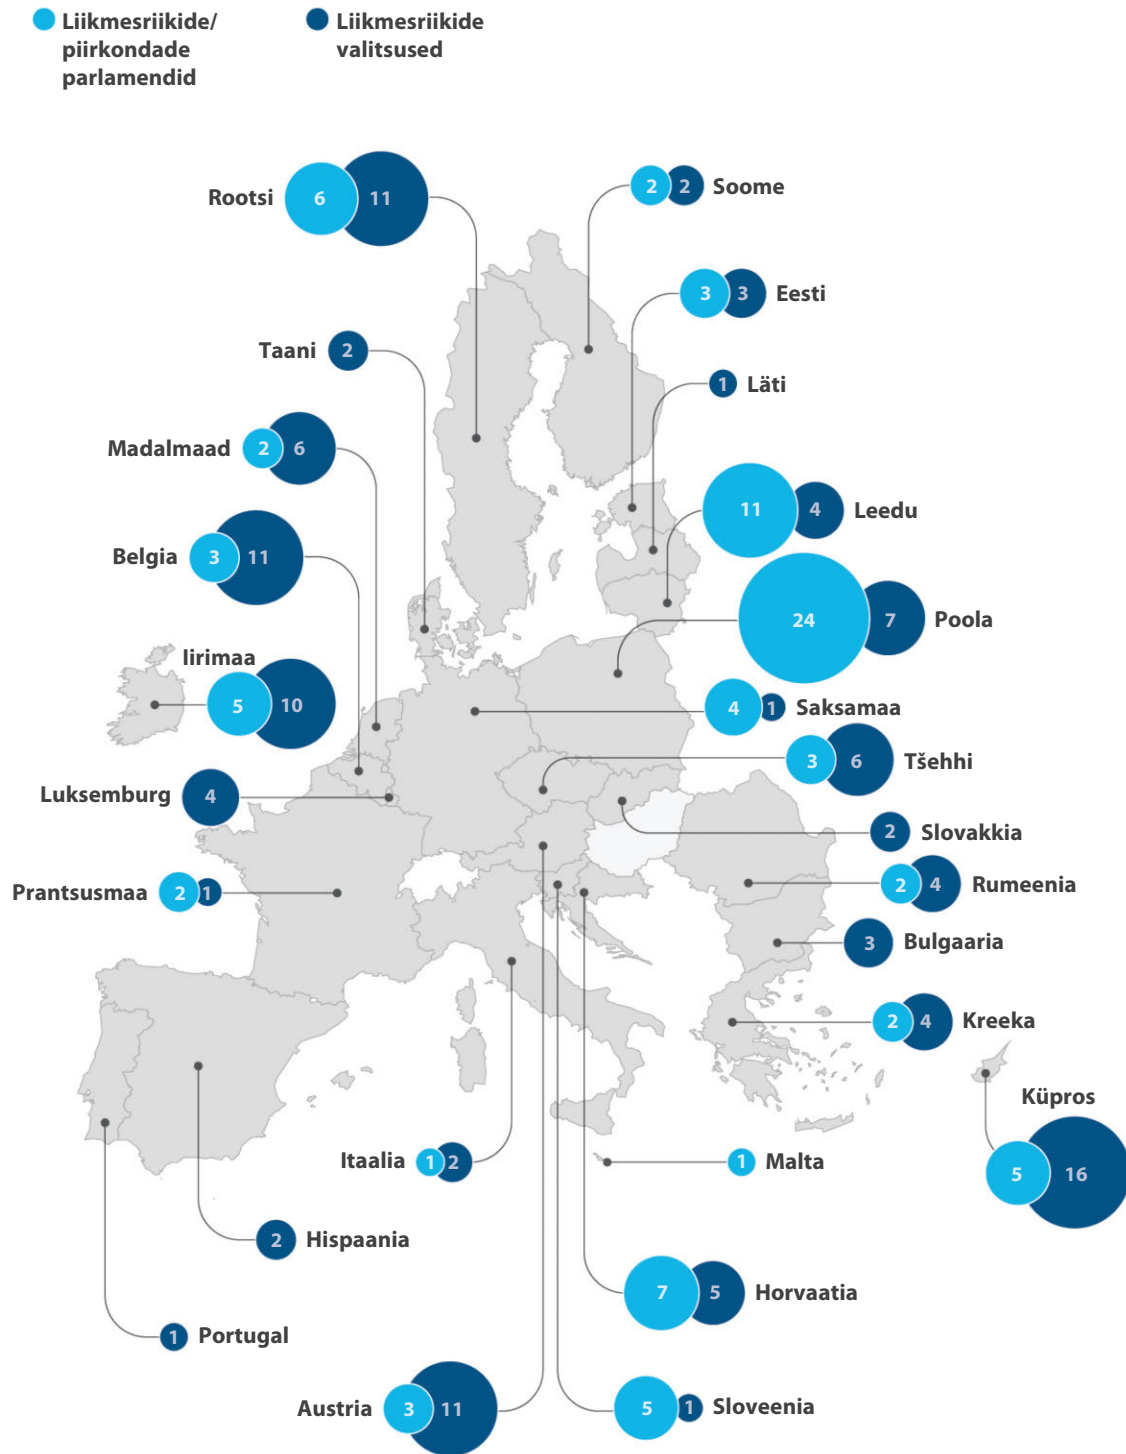 Liikmesriikide/
piirkondade
parlamendid
Liikmesriikide
valitsused
Rootsi 6 11
2 2 Soome
3 3 Eesti
Taani 2
1 Läti
Madalmaad 2 6
11 4 Leedu
Belgia 3 11
24 7 Poola
Iirimaa
5 10
4 1 Saksamaa
3 6 Tšehhi
Luksemburg 4
2 Slovakkia
Prantsusmaa 2 1
2 4 Rumeenia
3 Bulgaaria
2 4 Kreeka
Küpros
5 16
Itaalia 1 2
1 Malta
2 Hispaania
7 5 Horvaatia
1 Portugal
Austria 3 11
5 1 Sloveenia